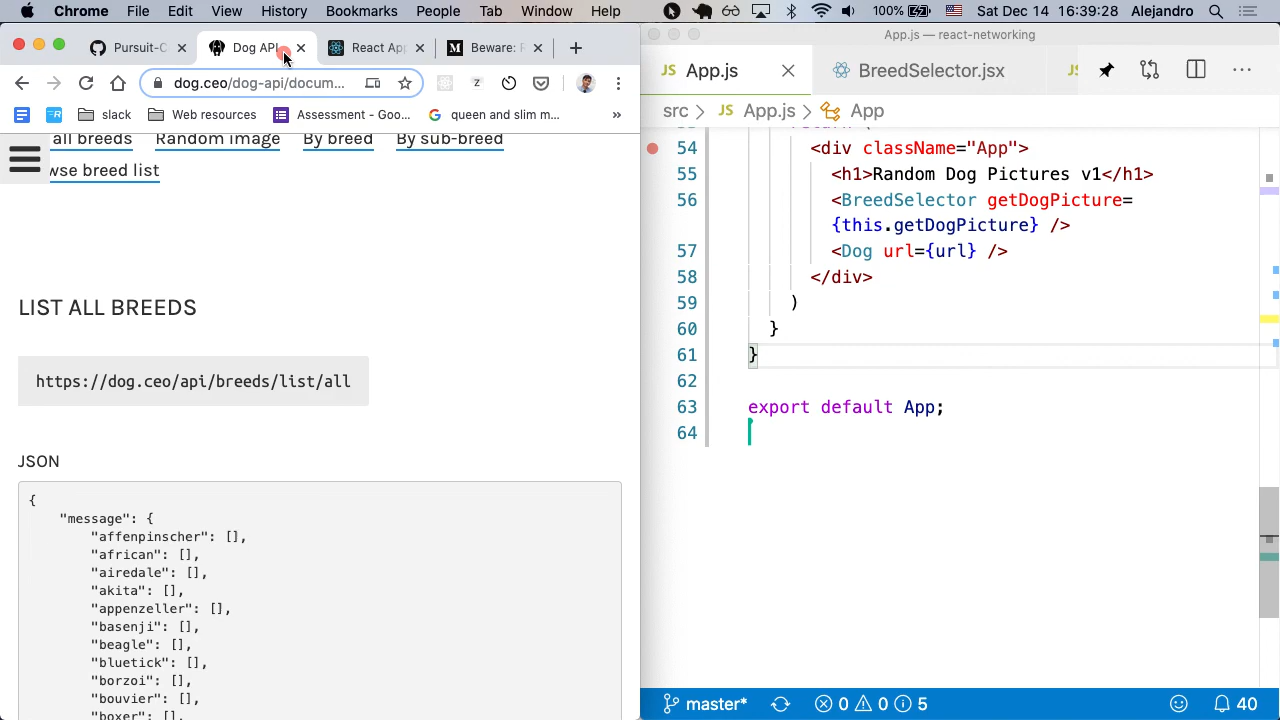 Chrome File Edit View History Bookmarks People Tab Window Help 100% Sat Dec 14 16:39:28 Alejandro
Pursuit-C Dog API React App Beware:
dog.ceo/dog-api/docum...
slack Web resources Assessment - Goo... queen and slim m... »
all breeds Random image By breed By sub-breed
wse breed list
LIST ALL BREEDS
https://dog.ceo/api/breeds/list/all
JSON
{
"message": {
"affenpinscher": [],
"african": [],
"airedale": [],
"akita": [],
"appenzeller": [],
"basenji": [],
"beagle": [],
"bluetick": [],
"borzoi": [],
"bouvier": [],
"boxer": [],
App.js — react-networking
JS App.js BreedSelector.jsx JS
src > JS App.js > App
53 return (
54 <div className="App">
55 <h1>Random Dog Pictures v1</h1>
56 <BreedSelector getDogPicture=
{this.getDogPicture} />
57 <Dog url={url} />
58 </div>
59 )
60 }
61 }
62
63 export default App;
64
master* 0 0 5 40